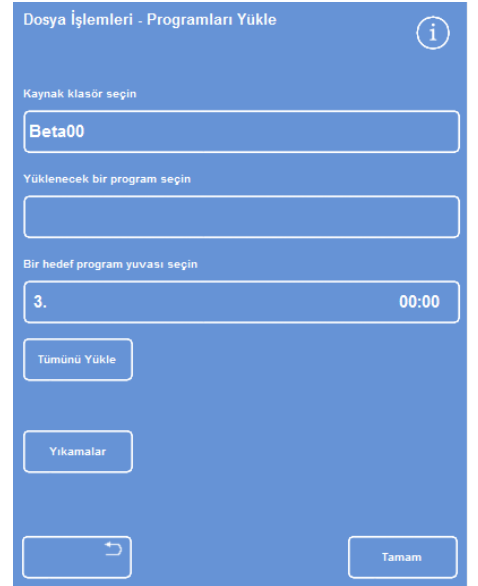 Dosya İşlemleri - Programları Yükle
i
Kaynak klasör seçin
Beta00
Yüklenecek bir program seçin
Bir hedef program yuvası seçin
3. 00:00
Tümünü Yükle
Yıkamalar
Tamam